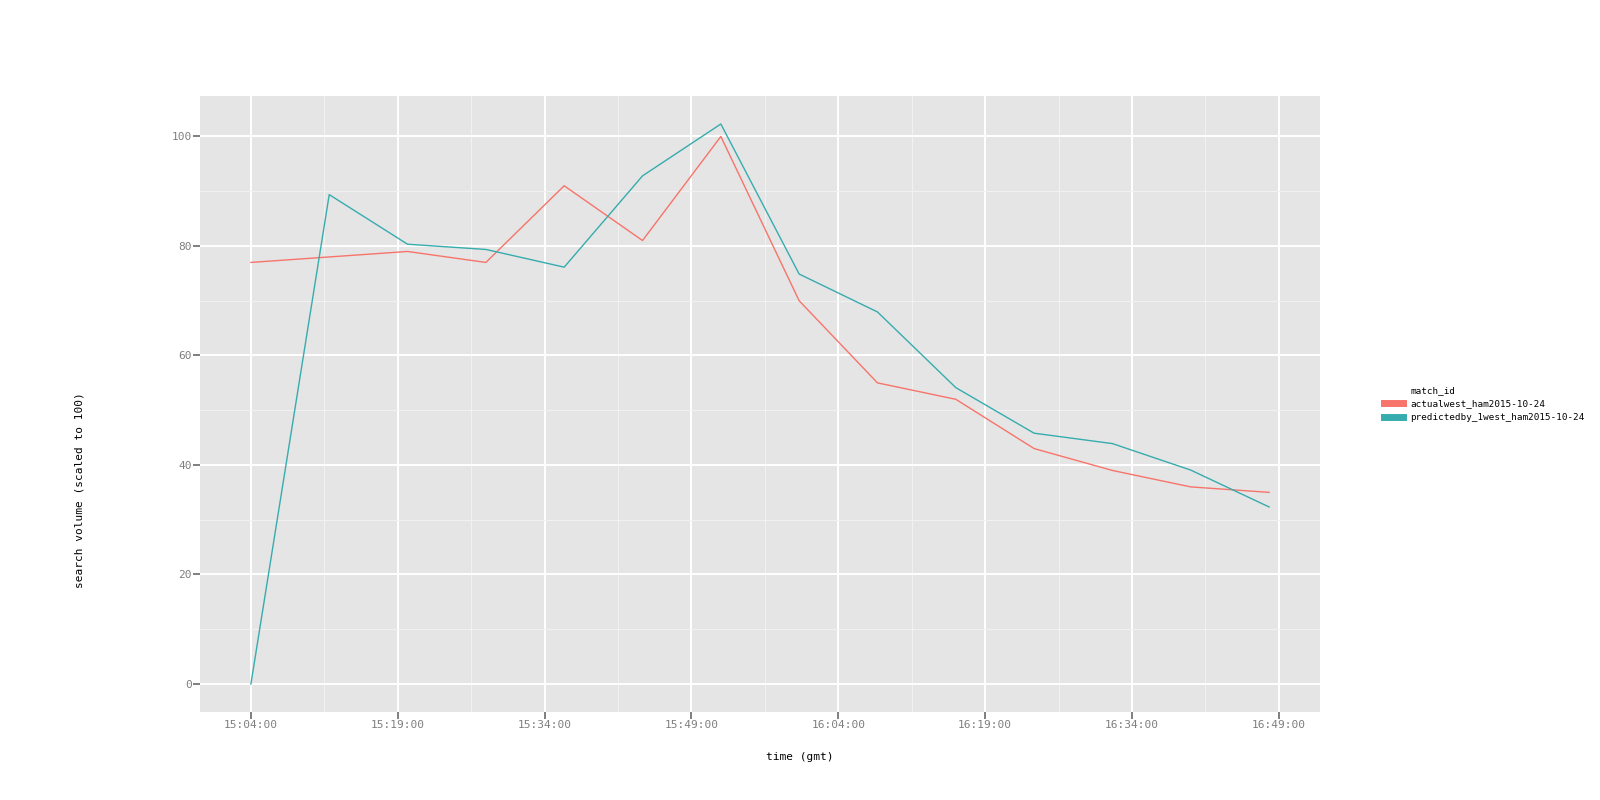 search volume (scaled to 100)
100
80
60
40
20
0
15:04:00 15:19:00 15:34:00 15:49:00 16:04:00 16:19:00 16:34:00 16:49:00
time (gmt)
match_id
actualwest_ham2015-10-24
predictedby_1west_ham2015-10-24